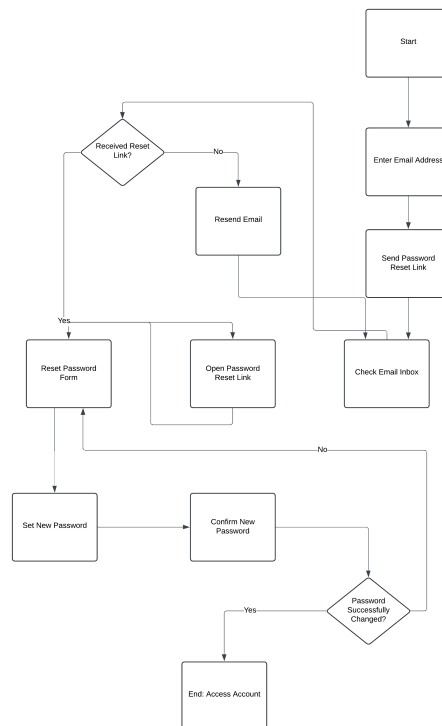 Start
Received Reset
Link?
No
Enter Email Address
Resend Email
Send Password
Reset Link
Yes
Reset Password
Form
Open Password
Reset Link
Check Email Inbox
No
Set New Password
Confirm New
Password
Password
Successfully
Changed?
Yes
End: Access Account